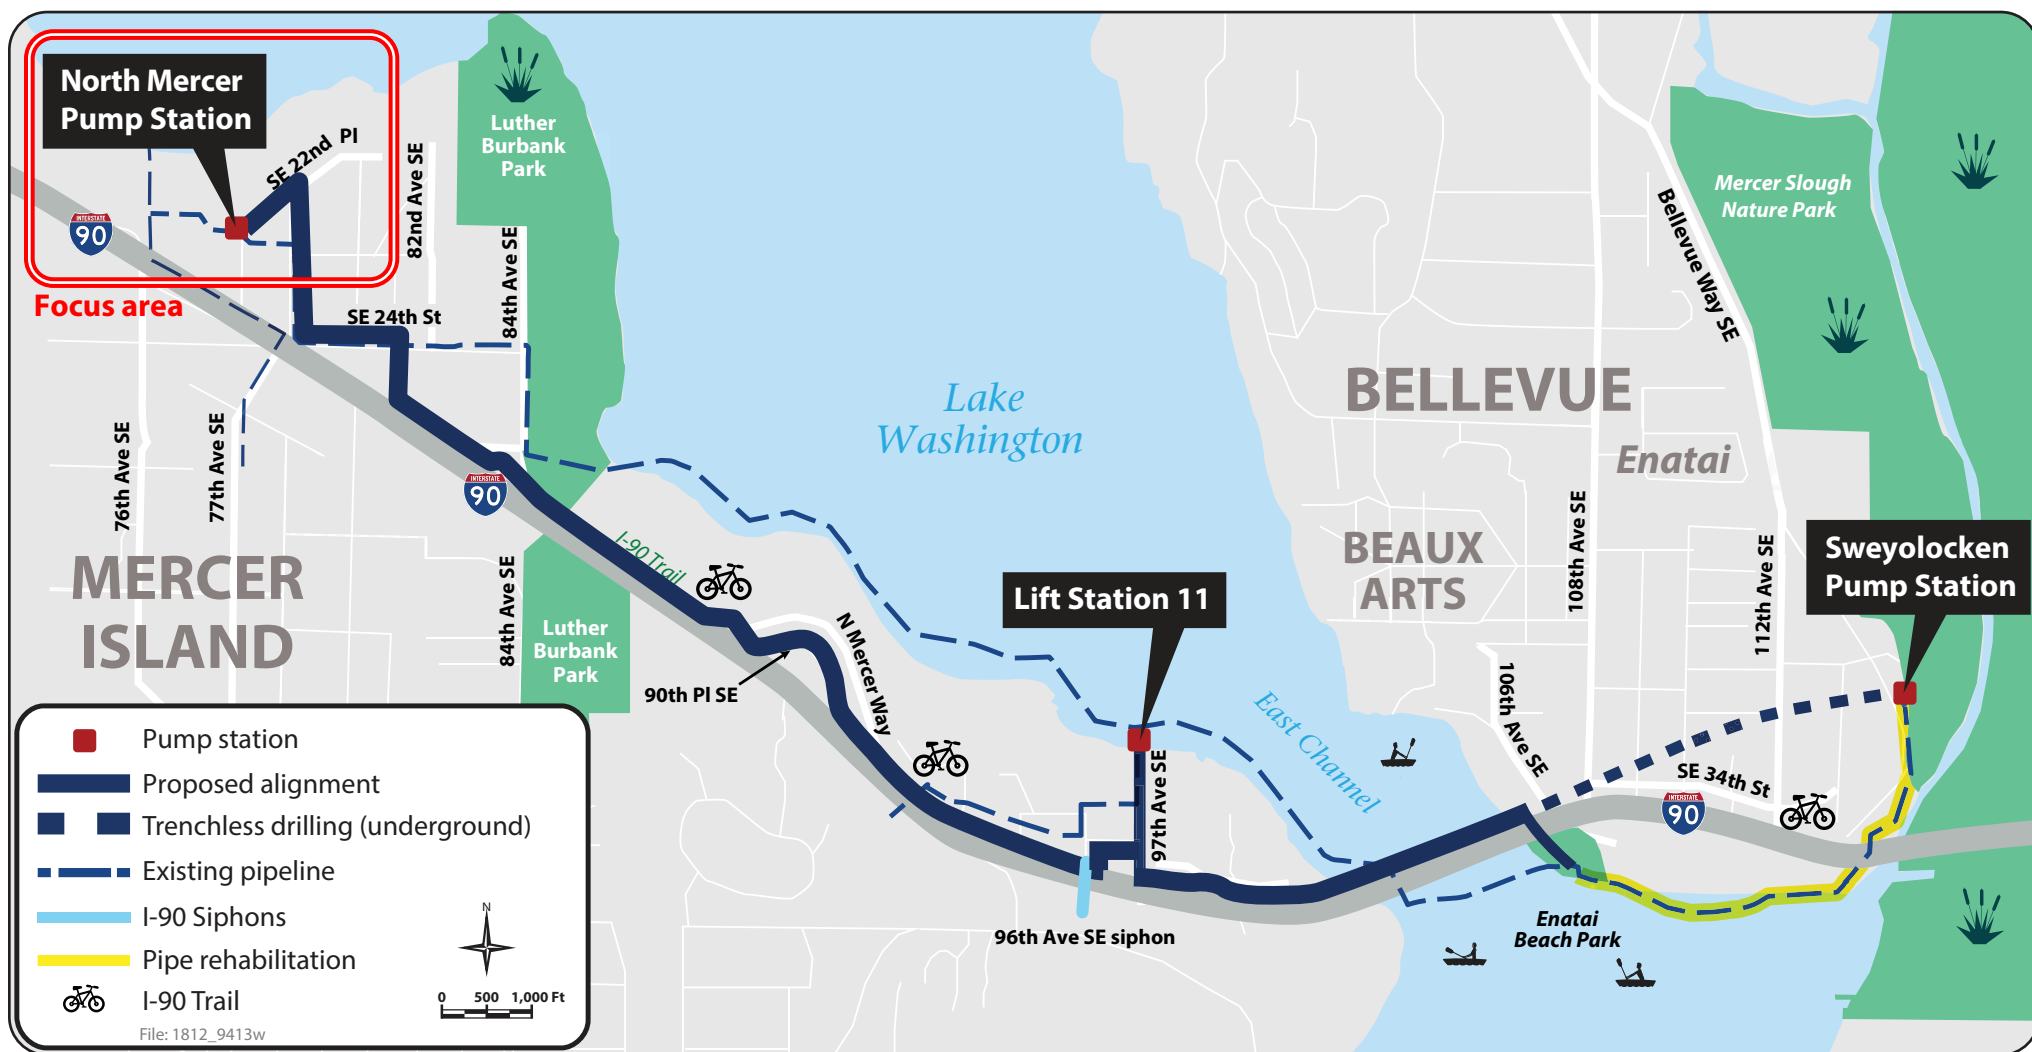 North Mercer
Pump Station
SE 22nd Pl
INTERSTATE
90
Focus area
82nd Ave SE
84th Ave SE
SE 24th St
Luther
Burbank
Park
76th Ave SE
77th Ave SE
INTERSTATE
90
MERCER
ISLAND
84th Ave SE
Luther
Burbank
Park
I-90 Trail
90th Pl SE
N Mercer Way
Lake
Washington
Lift Station 11
97th Ave SE
96th Ave SE siphon
East Channel
BELLEVUE
Enatai
BEAUX
ARTS
Bellevue Way SE
Mercer Slough
Nature Park
108th Ave SE
112th Ave SE
106th Ave SE
SE 34th St
INTERSTATE
90
Sweyolocken
Pump Station
Enatai
Beach Park
Pump station
Proposed alignment
Trenchless drilling (underground)
Existing pipeline
I-90 Siphons
Pipe rehabilitation
I-90 Trail
File: 1812_9413w
N
0 500 1,000 Ft